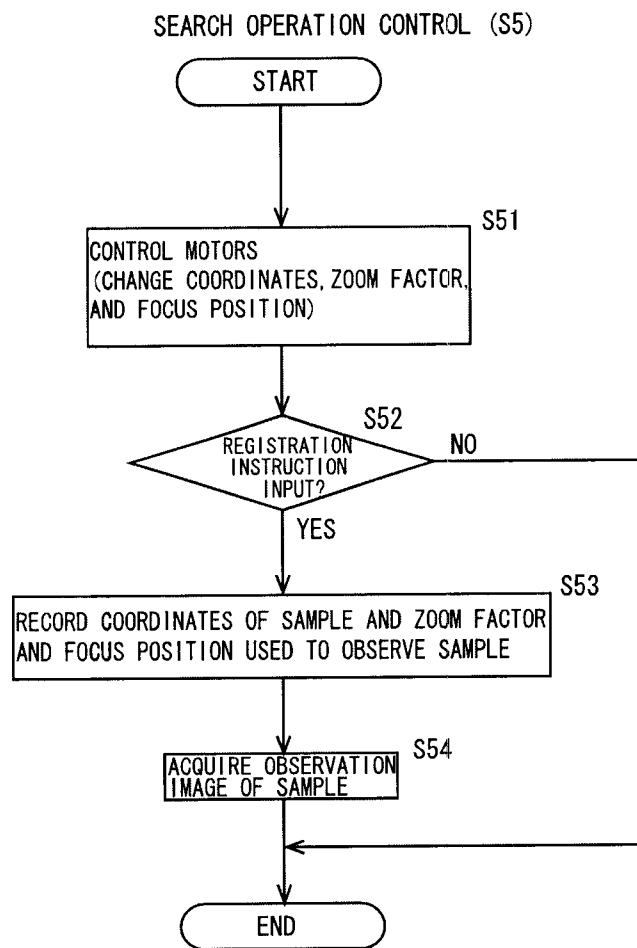 SEARCH OPERATION CONTROL (S5)
START
S51
CONTROL MOTORS
(CHANGE COORDINATES, ZOOM FACTOR,
AND FOCUS POSITION)
S52
REGISTRATION
INSTRUCTION
INPUT?
NO
YES
S53
RECORD COORDINATES OF SAMPLE AND ZOOM FACTOR
AND FOCUS POSITION USED TO OBSERVE SAMPLE
S54
ACQUIRE OBSERVATION
IMAGE OF SAMPLE
END